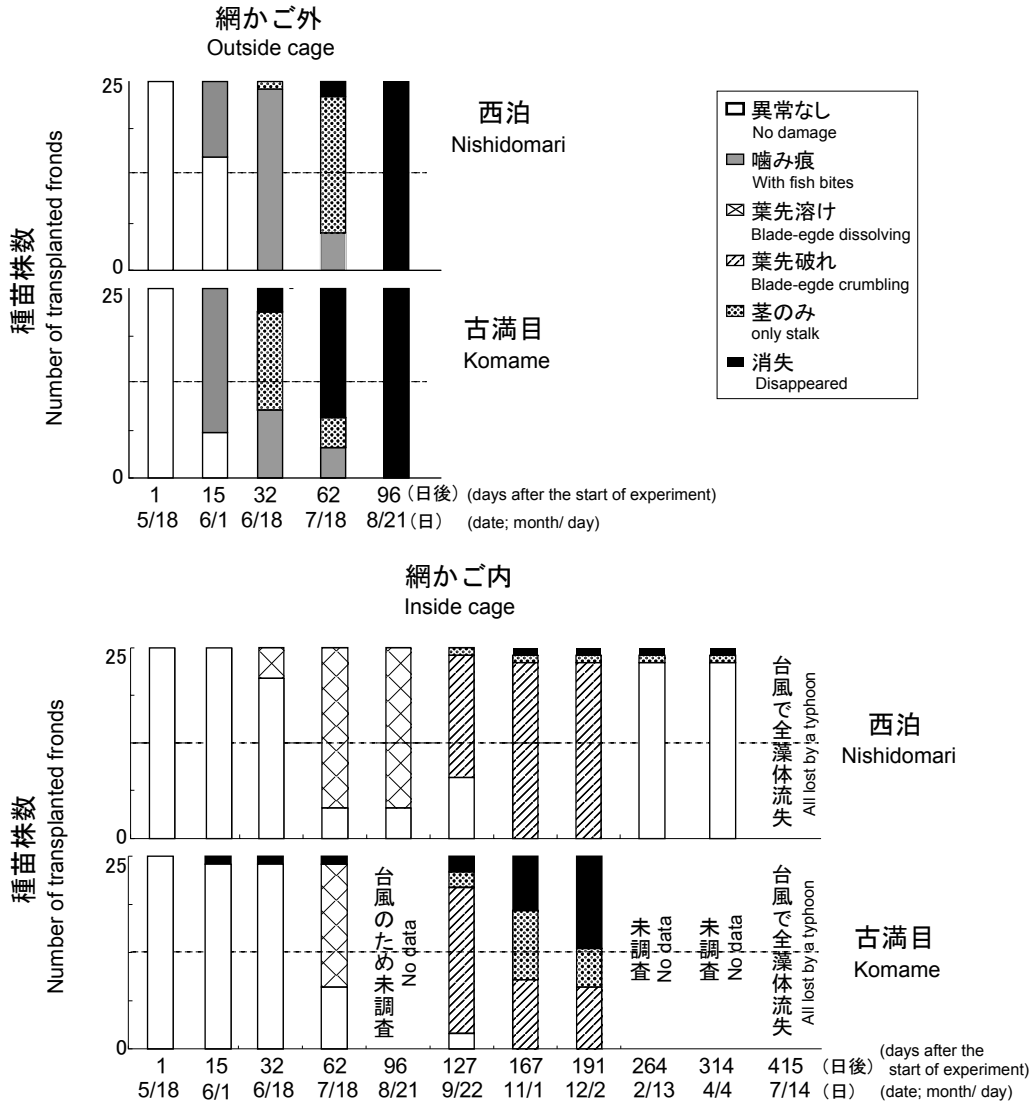 網かご外
Outside cage
種苗株数
Number of transplanted fronds
25
0
西泊
Nishidomari
25
0
古満目
Komame
異常なし
No damage
噛み痕
With fish bites
葉先溶け
Blade-egde dissolving
葉先破れ
Blade-egde crumbling
茎のみ
only stalk
消失
Disappeared
1 15 32 62 96 (日後) (days after the start of experiment)
5/18 6/1 6/18 7/18 8/21 (日) (date; month/ day)
網かご内
Inside cage
種苗株数
Number of transplanted fronds
25
0
台風で全藻体流失
All lost by a typhoon
西泊
Nishidomari
25
0
台風のため未調査
No data
未調査
No data
未調査
No data
台風で全藻体流失
All lost by a typhoon
古満目
Komame
1 15 32 62 96 127 167 191 264 314 415 (日後) (days after the
start of experiment)
5/18 6/1 6/18 7/18 8/21 9/22 11/1 12/2 2/13 4/4 7/14 (日) (date; month/ day)